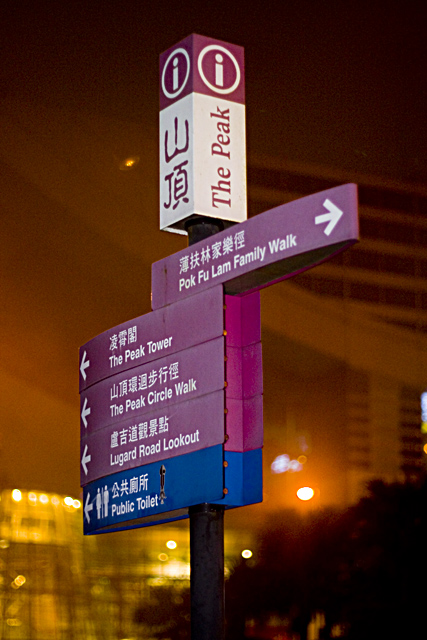 i i
山頂
The Peak
薄扶林家樂徑
Pok Fu Lam Family Walk
凌霄閣
The Peak Tower
山頂環迴步行徑
The Peak Circle Walk
盧吉道觀景點
Lugard Road Lookout
公共廁所
Public Toilet